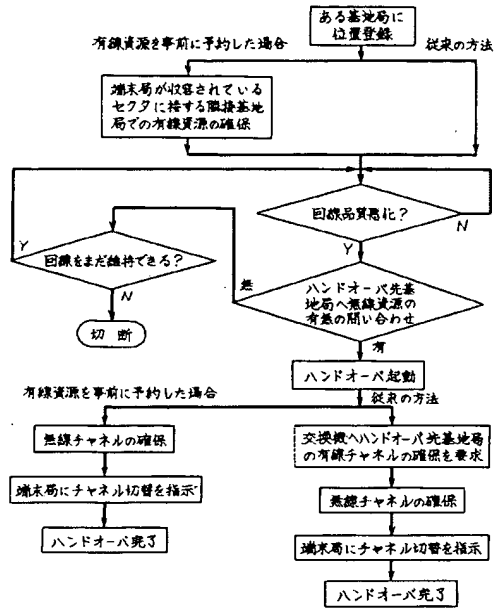 ある基地局に
位置登録
有線資源を事前に予約した場合
従来の方法
端末局が収容されている
セクタに接する隣接基地
局での有線資源の確保
回線品質悪化?
N
Y
Y
回線をまだ維持できる?
N
切断
無
ハンドオーバ先基
地局へ無線資源の
有無の問い合わせ
有
ハンドオーバ起動
有線資源を事前に予約した場合
従来の方法
無線チャネルの確保
端末局にチャネル切替を指示
ハンドオーバ完了
交換機へハンドオーバ先基地局
の有線チャネルの確保を要求
無線チャネルの確保
端末局にチャネル切替を指示
ハンドオーバ完了